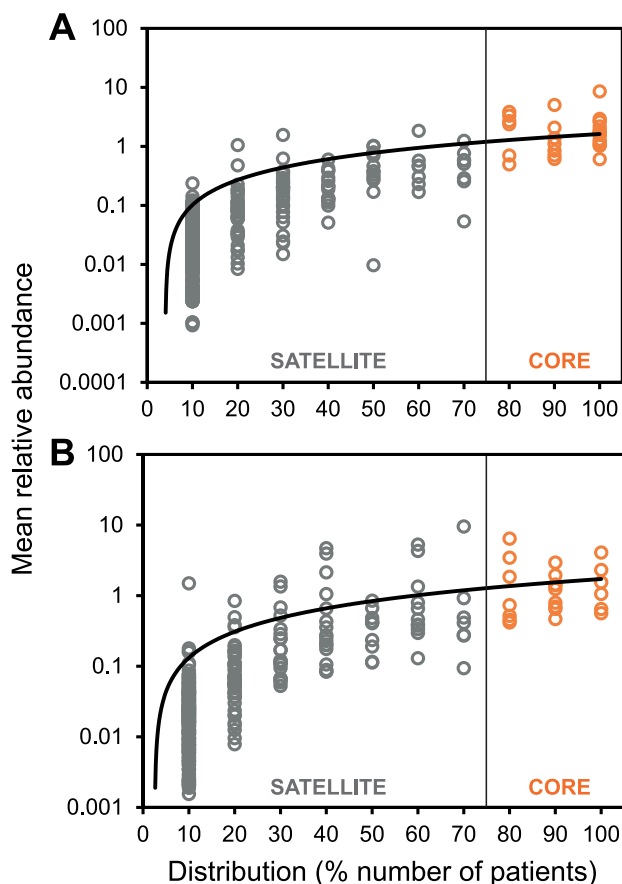 A
100
10
1
0.1
0.01
0.001
0.0001
SATELLITE
CORE
0 10 20 30 40 50 60 70 80 90 100
Mean relative abundance
B
100
10
1
0.1
0.01
0.001
SATELLITE
CORE
0 10 20 30 40 50 60 70 80 90 100
Distribution (% number of patients)